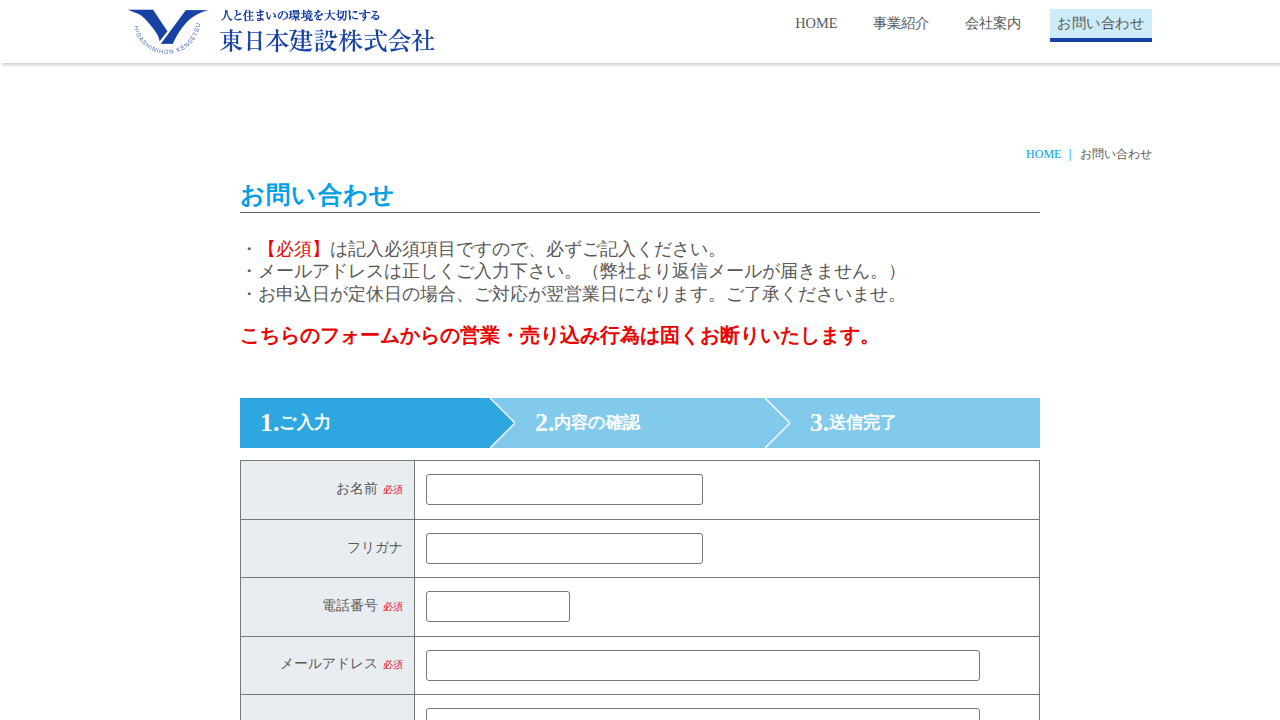 人と住まいの環境を大切にする
東日本建設株式会社
HIGASHINIHON KENSETSU
HOME 事業紹介 会社案内 お問い合わせ
HOME | お問い合わせ
お問い合わせ
・【必須】は記入必須項目ですので、必ずご記入ください。
・メールアドレスは正しくご入力下さい。（弊社より返信メールが届きません。）
・お申込日が定休日の場合、ご対応が翌営業日になります。ご了承くださいませ。
こちらのフォームからの営業・売り込み行為は固くお断りいたします。
1.ご入力 2.内容の確認 3.送信完了
お名前 必須
フリガナ
電話番号 必須
メールアドレス 必須